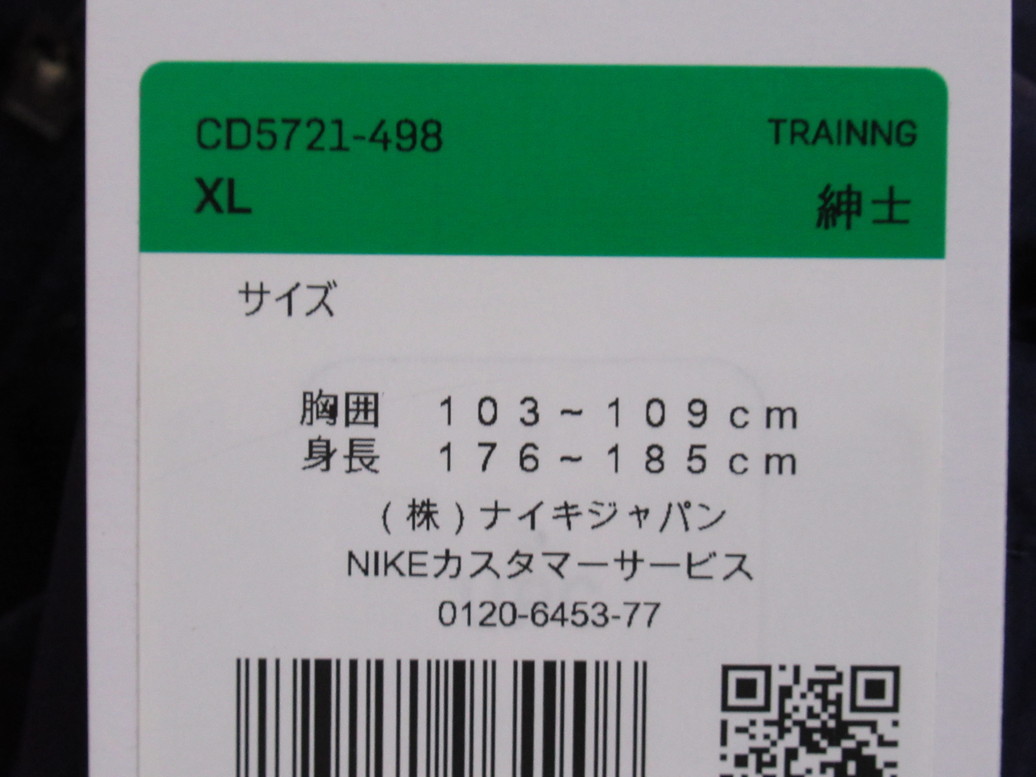 CD5721-498 TRAINNG
XL 紳士
サイズ
胸囲 103~109cm
身長 176~185cm
(株)ナイキジャパン
NIKEカスタマーサービス
0120-6453-77